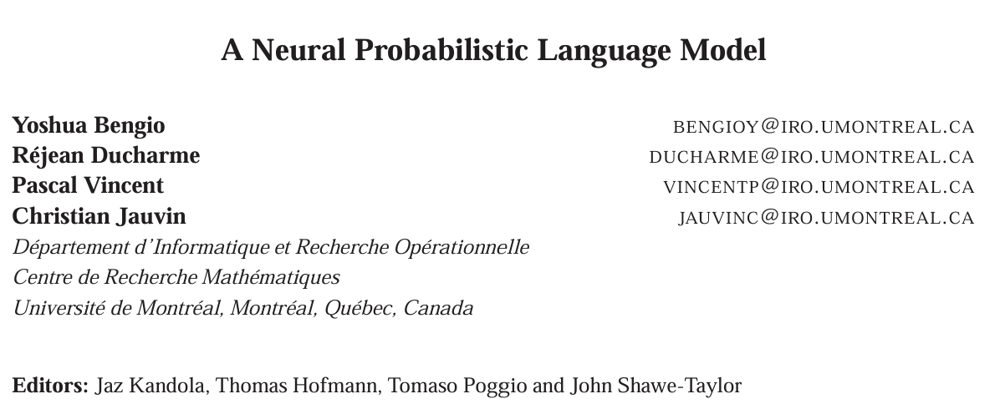 A Neural Probabilistic Language Model
Yoshua Bengio BENGIOY@IRO.UMONTREAL.CA
Réjean Ducharme DUCHARME@IRO.UMONTREAL.CA
Pascal Vincent VINCENTP@IRO.UMONTREAL.CA
Christian Jauvin JAUVINC@IRO.UMONTREAL.CA
Département d'Informatique et Recherche Opérationnelle
Centre de Recherche Mathématiques
Université de Montréal, Montréal, Québec, Canada
Editors: Jaz Kandola, Thomas Hofmann, Tomaso Poggio and John Shawe-Taylor